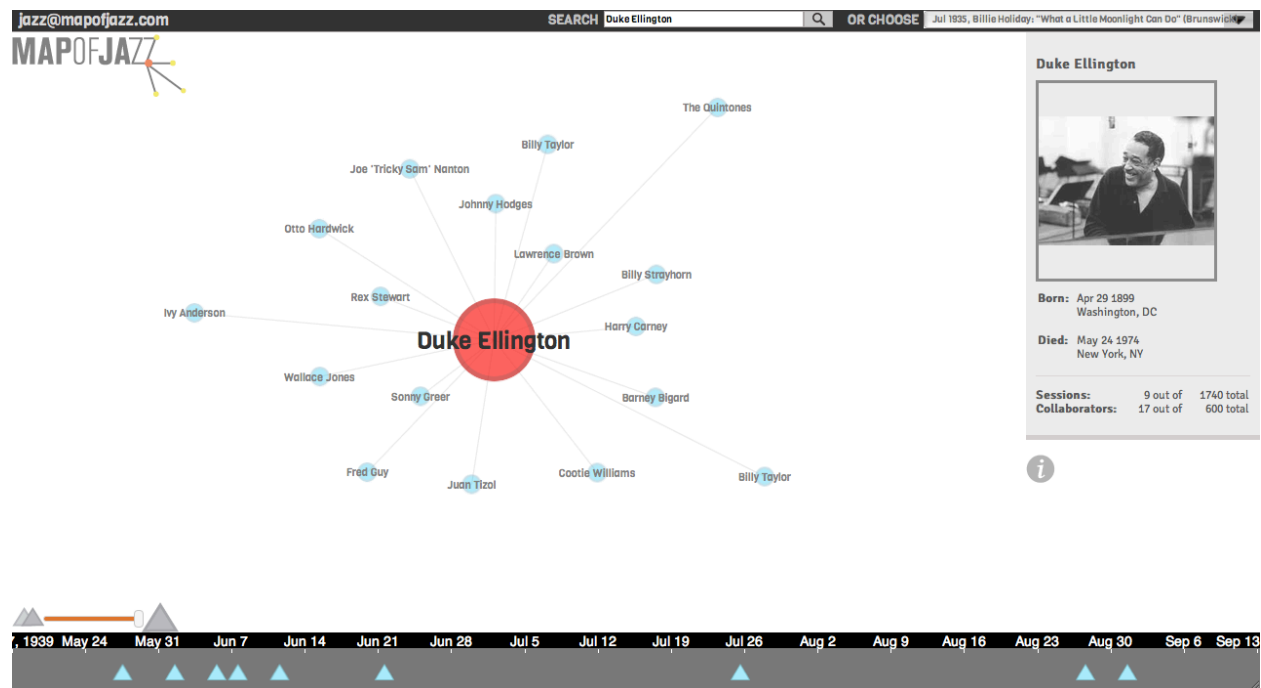 jazz@mapofjazz.com SEARCH Duke Ellington OR CHOOSE Jul 1935, Billie Holiday: "What a Little Moonlight Can Do" (Brunswick
MAPOFJAZZ
Duke Ellington
The Quintones
Billy Taylor
Joe 'Tricky Sam' Nanton
Johnny Hodges
Otto Hardwick
Lawrence Brown
Billy Strayhorn
Rex Stewart
Ivy Anderson
Harry Carney
Duke Ellington
Wallace Jones
Sonny Greer
Barney Bigard
Fred Guy
Juan Tizol
Cootie Williams
Billy Taylor
Born: Apr 29 1899
Washington, DC
Died: May 24 1974
New York, NY
Sessions: 9 out of 1740 total
Collaborators: 17 out of 600 total
i
, 1939 May 24 May 31 Jun 7 Jun 14 Jun 21 Jun 28 Jul 5 Jul 12 Jul 19 Jul 26 Aug 2 Aug 9 Aug 16 Aug 23 Aug 30 Sep 6 Sep 13